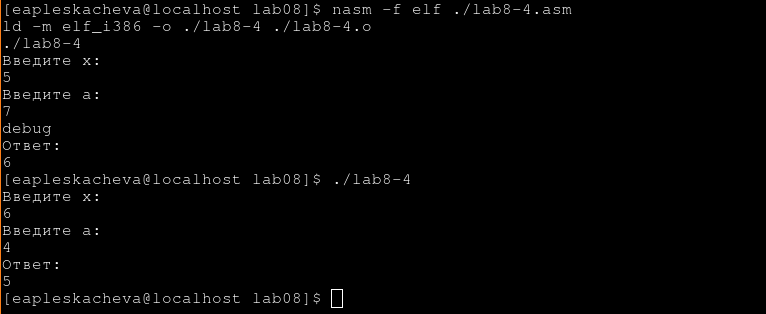 [eapleskacheva@localhost lab08]$ nasm -f elf ./lab8-4.asm
ld -m elf_i386 -o ./lab8-4 ./lab8-4.o
./lab8-4
Введите x:
5
Введите a:
7
debug
Ответ:
6
[eapleskacheva@localhost lab08]$ ./lab8-4
Введите x:
6
Введите a:
4
Ответ:
5
[eapleskacheva@localhost lab08]$